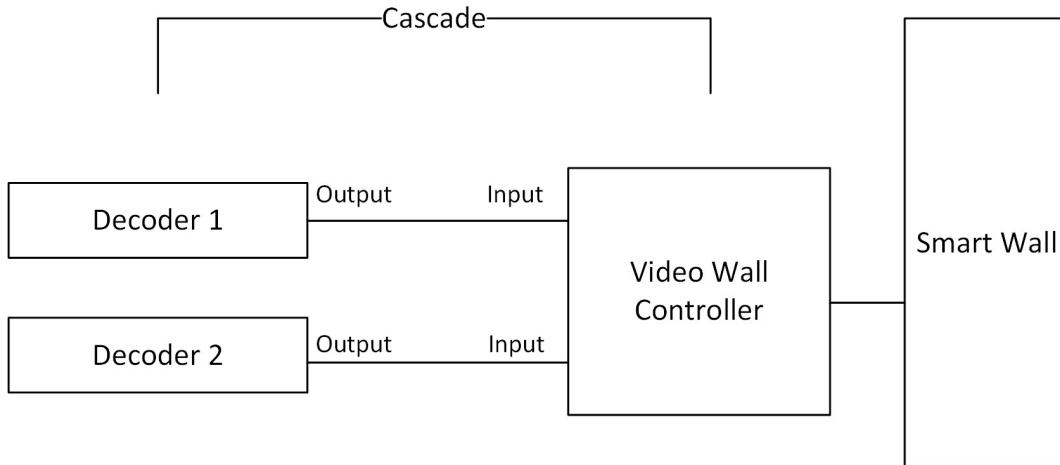 Cascade
Output
Input
Decoder 1
Video Wall
Controller
Smart Wall
Output
Input
Decoder 2